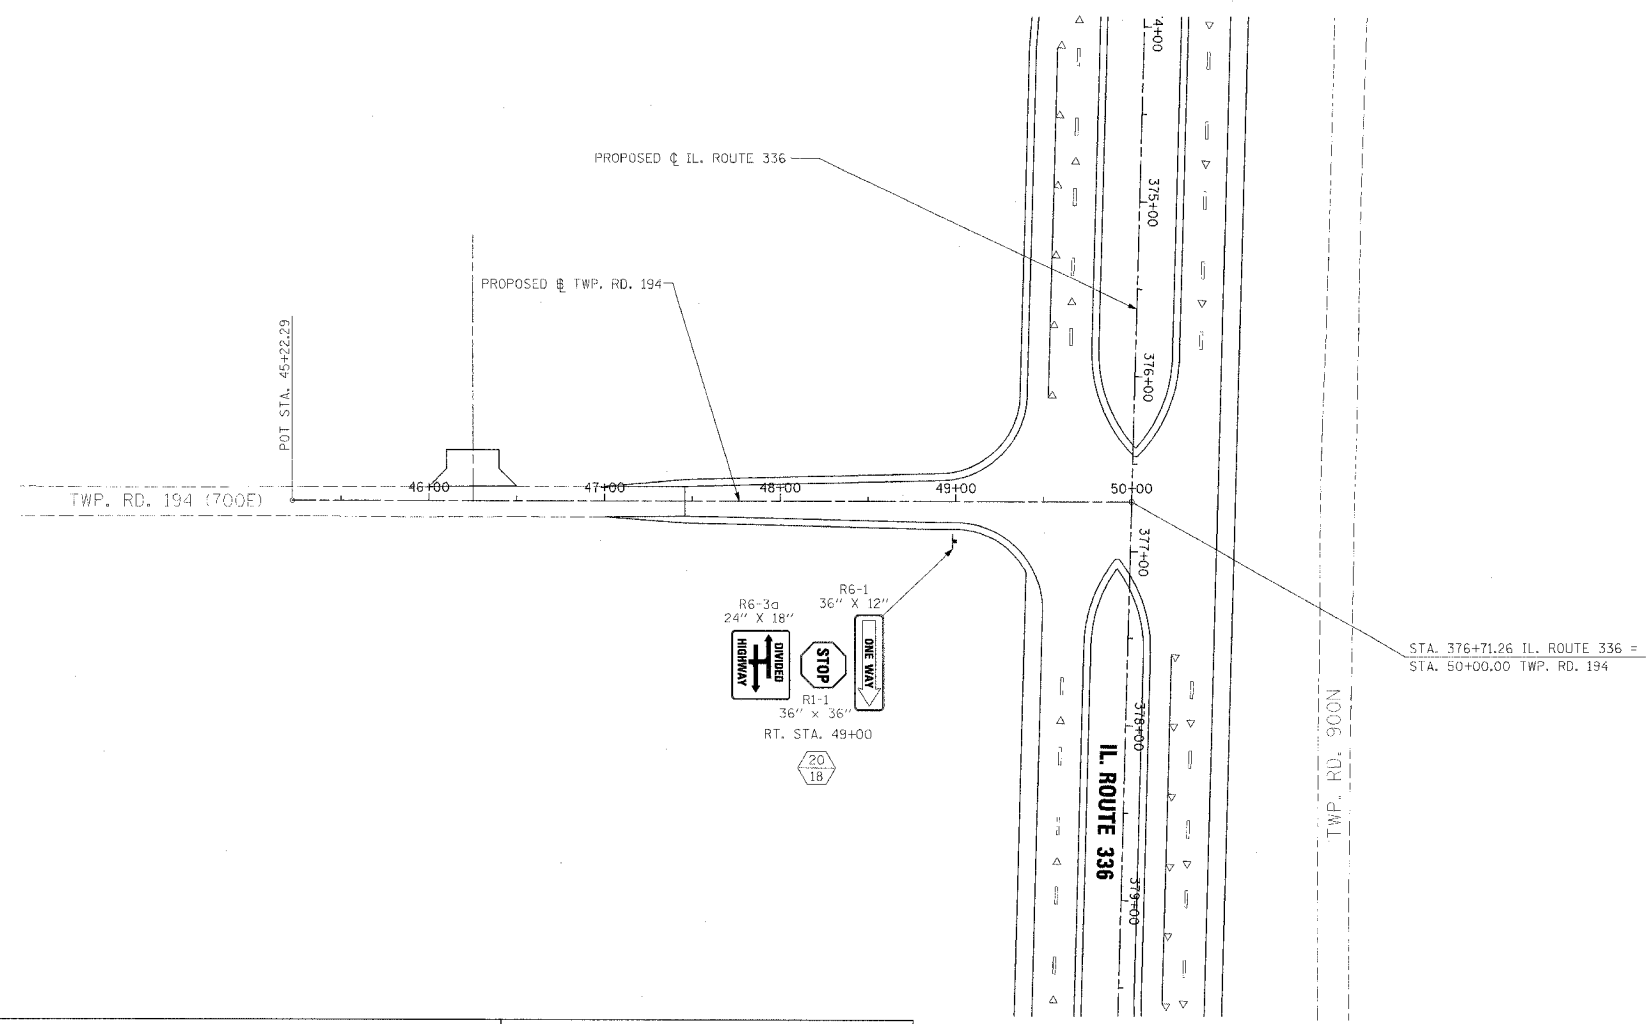 4+00
PROPOSED ℄ IL. ROUTE 336
375+00
PROPOSED ℄ TWP. RD. 194
POT STA. 45+22.29
376+00
TWP. RD. 194 (700E)
46+00
47+00
48+00
49+00
50+00
377+00
R6-1
36" X 12"
R6-3a
24" X 18"
DIVIDED
HIGHWAY
STOP
ONE WAY
R1-1
36" x 36"
RT. STA. 49+00
20
18
STA. 376+71.26 IL. ROUTE 336 =
STA. 50+00.00 TWP. RD. 194
TWP. RD. 900N
378+00
IL. ROUTE 336
379+00